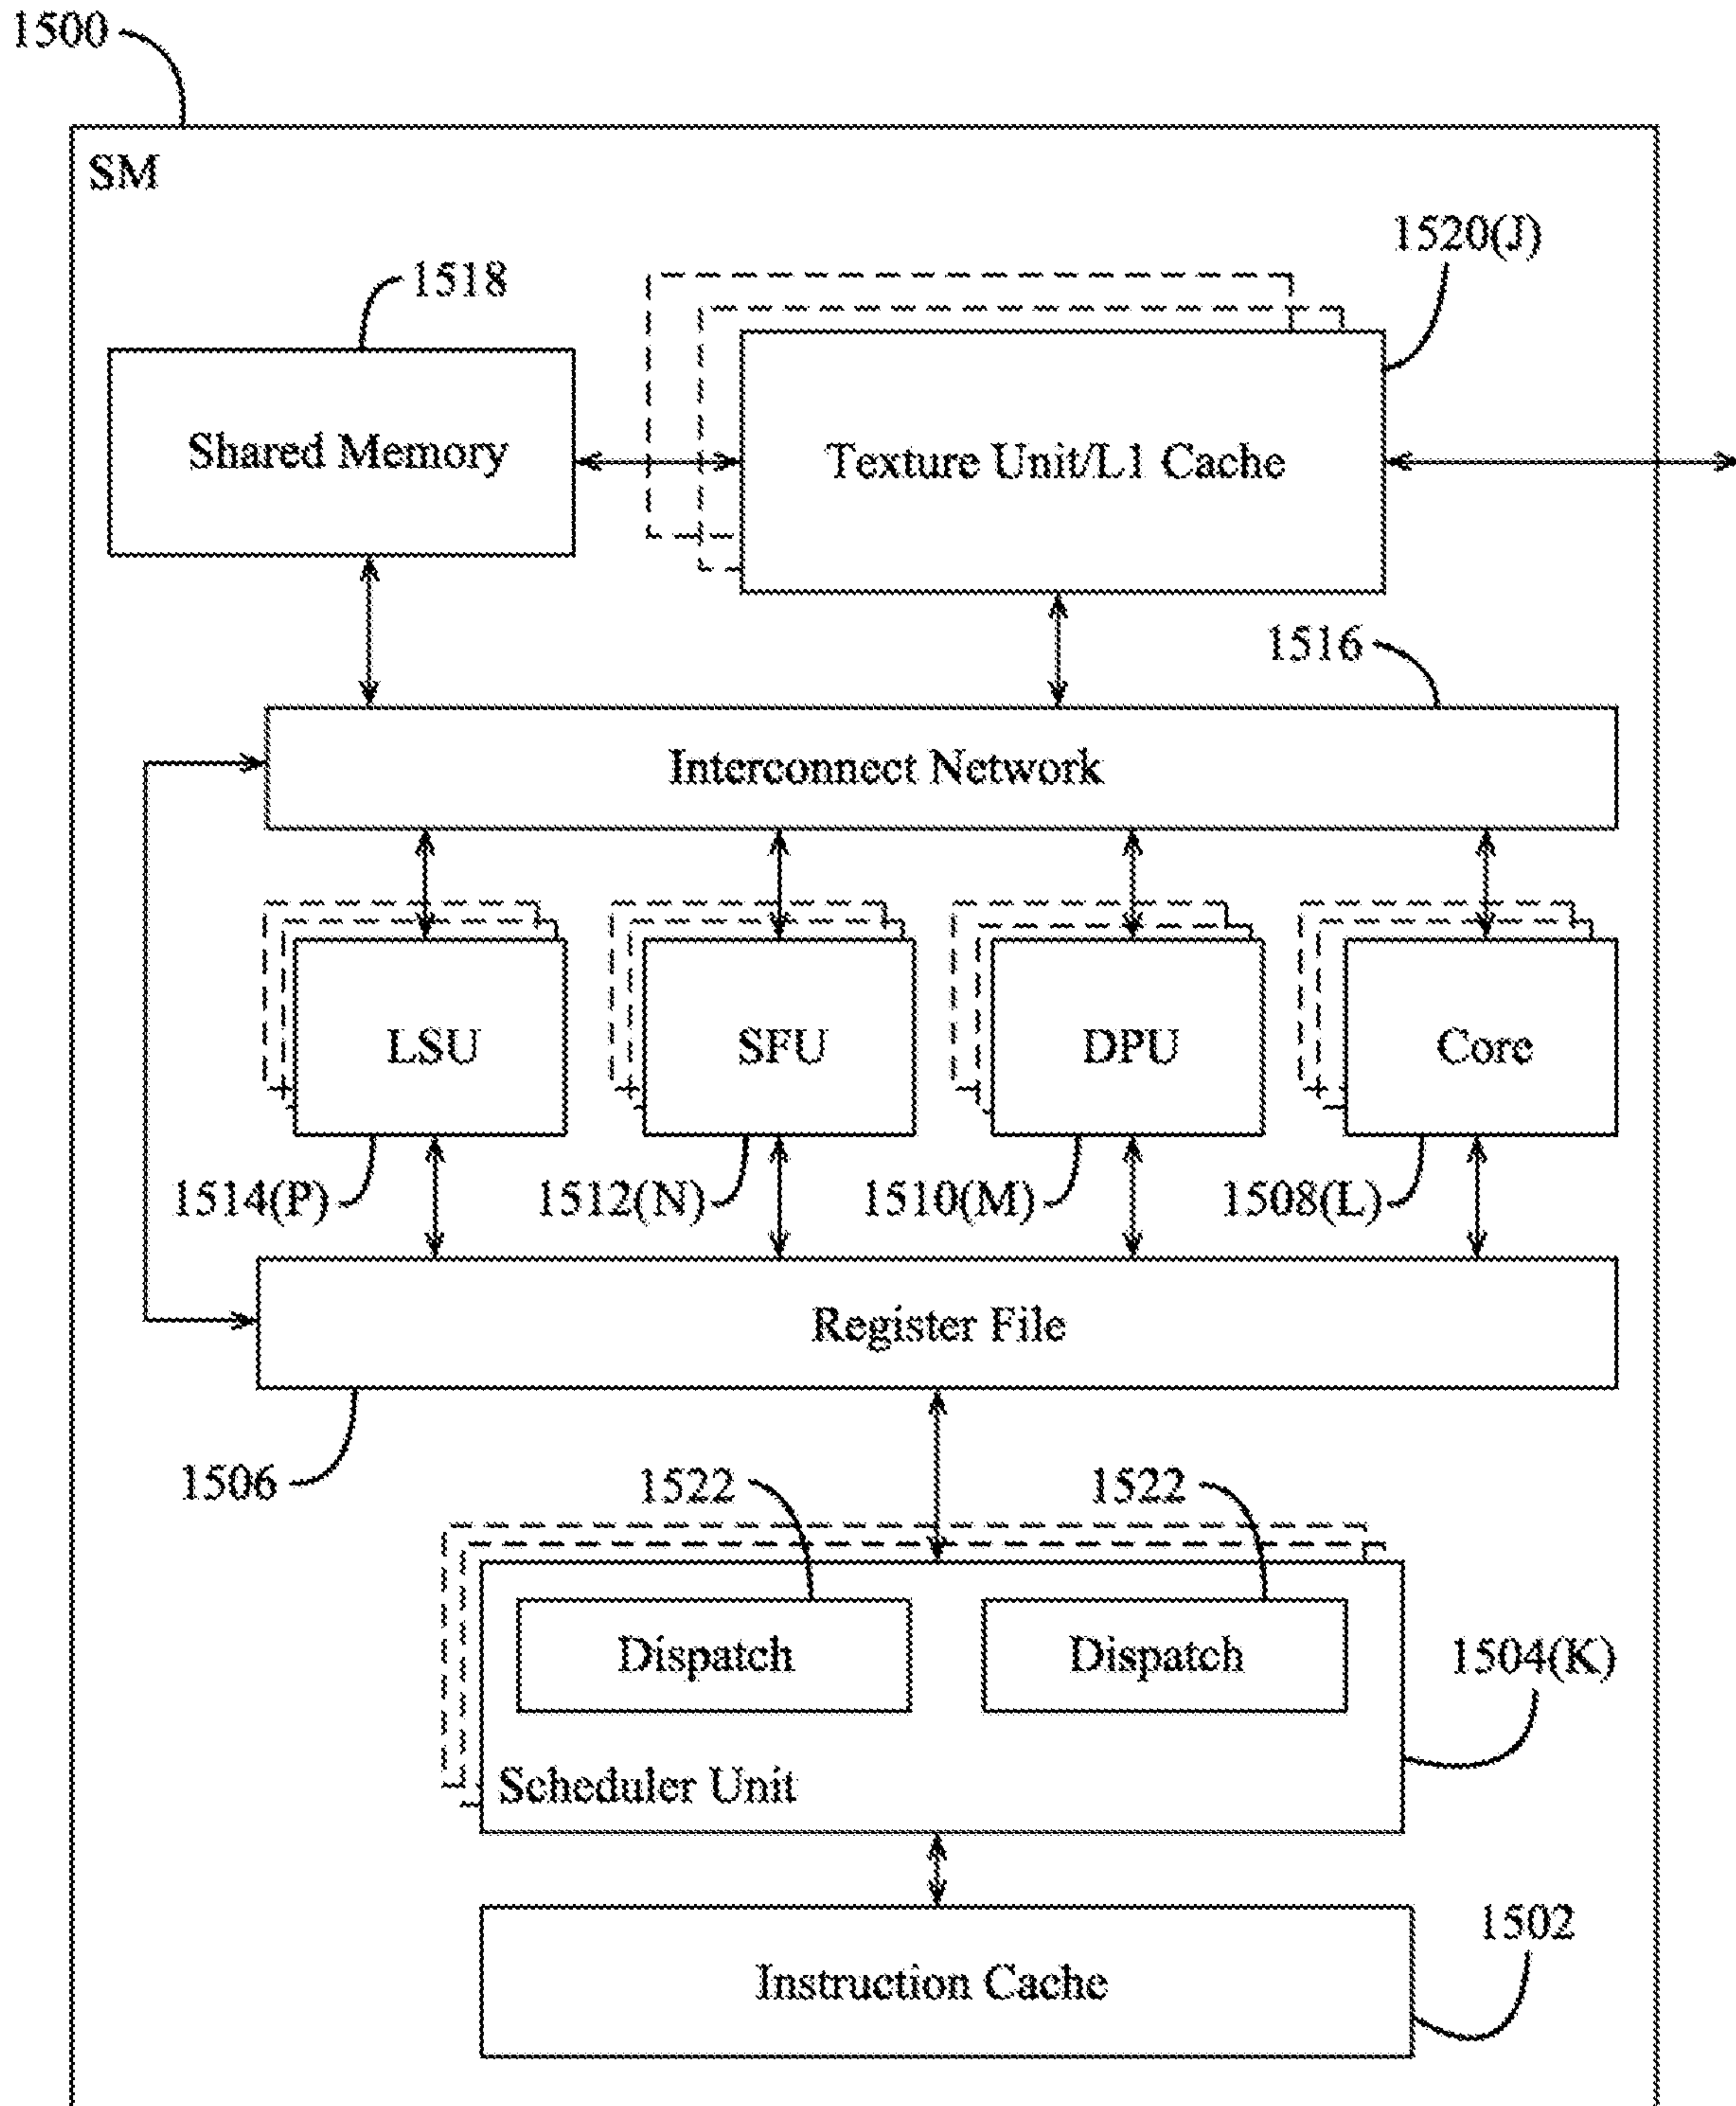 1500
SM
1520(J)
1518
Shared Memory
Texture Unit/L1 Cache
1516
Interconnect Network
LSU
SFU
DPU
Core
1514(P)
1512(N)
1510(M)
1508(L)
Register File
1506
1522
1522
Dispatch
Dispatch
1504(K)
Scheduler Unit
1502
Instruction Cache